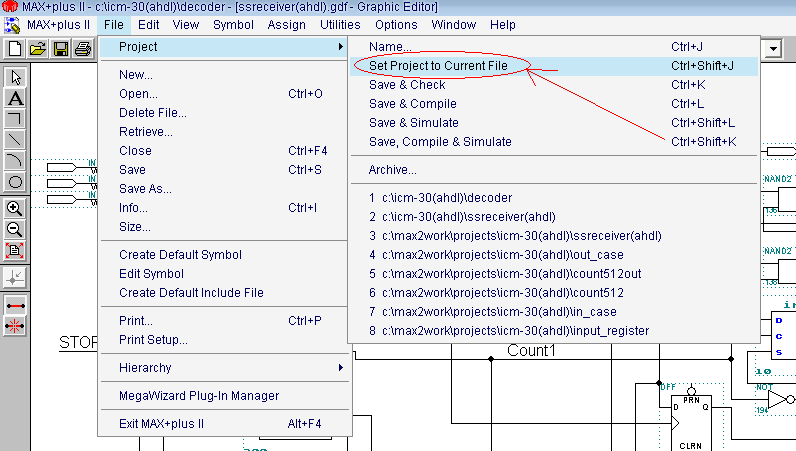 MAX+plus II - c:\icm-30(ahdl)\decoder - [ssreceiver(ahdl).gdf - Graphic Editor]
MAX+plus II File Edit View Symbol Assign Utilities Options Window Help
Project
New...
Open... Ctrl+O
Delete File...
Retrieve...
Close Ctrl+F4
Save Ctrl+S
Save As...
Info... Ctrl+I
Size...
Create Default Symbol
Edit Symbol
Create Default Include File
Print... Ctrl+P
Print Setup...
Hierarchy
MegaWizard Plug-In Manager
Exit MAX+plus II Alt+F4
Name... Ctrl+J
Set Project to Current File Ctrl+Shift+J
Save & Check Ctrl+K
Save & Compile Ctrl+L
Save & Simulate Ctrl+Shift+L
Save, Compile & Simulate Ctrl+Shift+K
Archive...
1 c:\icm-30(ahdl)\decoder
2 c:\icm-30(ahdl)\ssreceiver(ahdl)
3 c:\max2work\projects\icm-30(ahdl)\ssreceiver(ahdl)
4 c:\max2work\projects\icm-30(ahdl)\out_case
5 c:\max2work\projects\icm-30(ahdl)\count512out
6 c:\max2work\projects\icm-30(ahdl)\count512
7 c:\max2work\projects\icm-30(ahdl)\in_case
8 c:\max2work\projects\icm-30(ahdl)\input_register
Count1
NAND2
NAND2
D
C
S
DFF
PRN
D Q
CLRN
NOT
194